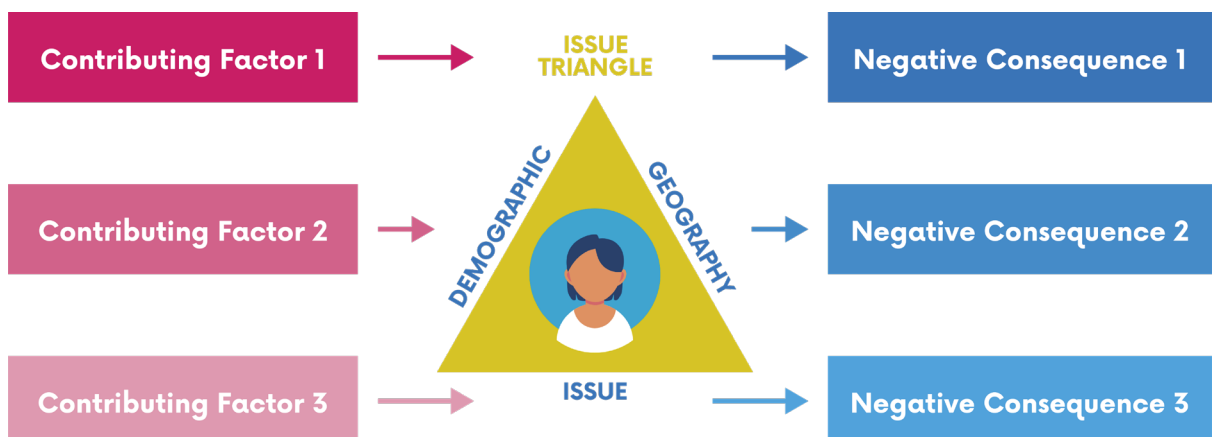 Contributing Factor 1
ISSUE
TRIANGLE
Negative Consequence 1
DEMOGRAPHIC
GEOGRAPHY
Contributing Factor 2
Negative Consequence 2
Contributing Factor 3
ISSUE
Negative Consequence 3